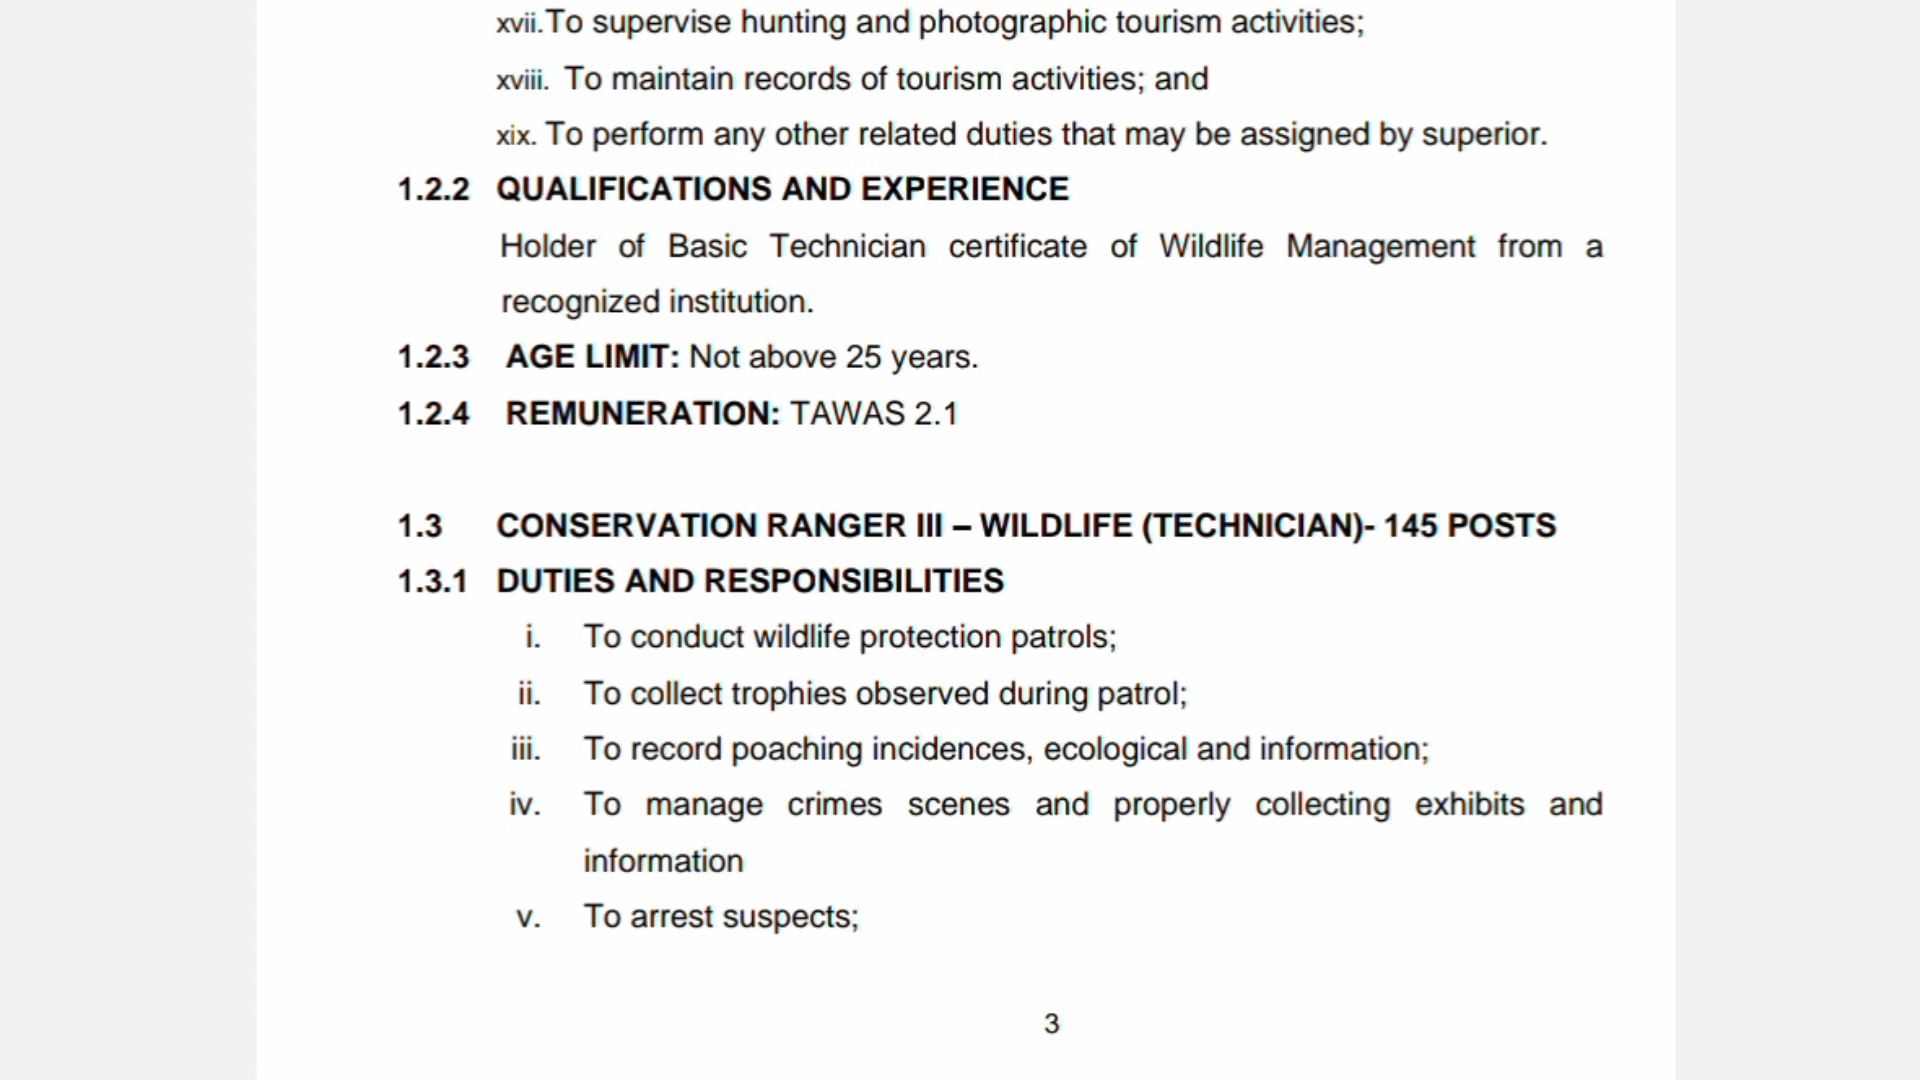 xvii.To supervise hunting and photographic tourism activities;
xviii. To maintain records of tourism activities; and
xix. To perform any other related duties that may be assigned by superior.
1.2.2 QUALIFICATIONS AND EXPERIENCE
Holder of Basic Technician certificate of Wildlife Management from a
recognized institution.
1.2.3 AGE LIMIT: Not above 25 years.
1.2.4 REMUNERATION: TAWAS 2.1
1.3 CONSERVATION RANGER III – WILDLIFE (TECHNICIAN)- 145 POSTS
1.3.1 DUTIES AND RESPONSIBILITIES
i. To conduct wildlife protection patrols;
ii. To collect trophies observed during patrol;
iii. To record poaching incidences, ecological and information;
iv. To manage crimes scenes and properly collecting exhibits and
information
v. To arrest suspects;
3